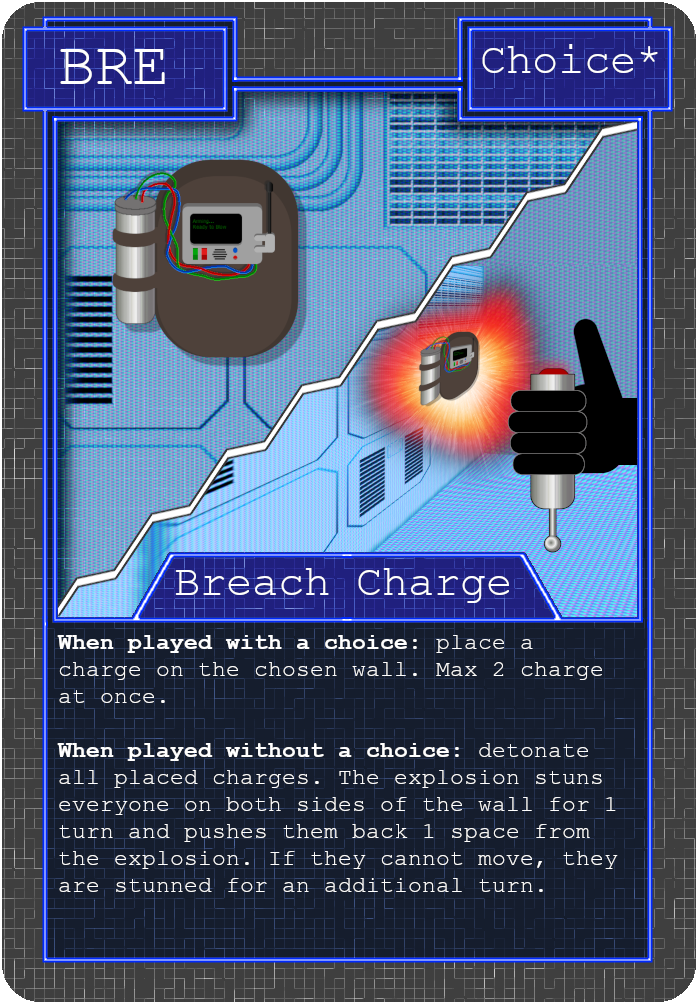 BRE
Choice*
Breach Charge
When played with a choice: place a
charge on the chosen wall. Max 2 charge
at once.
When played without a choice: detonate
all placed charges. The explosion stuns
everyone on both sides of the wall for 1
turn and pushes them back 1 space from
the explosion. If they cannot move, they
are stunned for an additional turn.